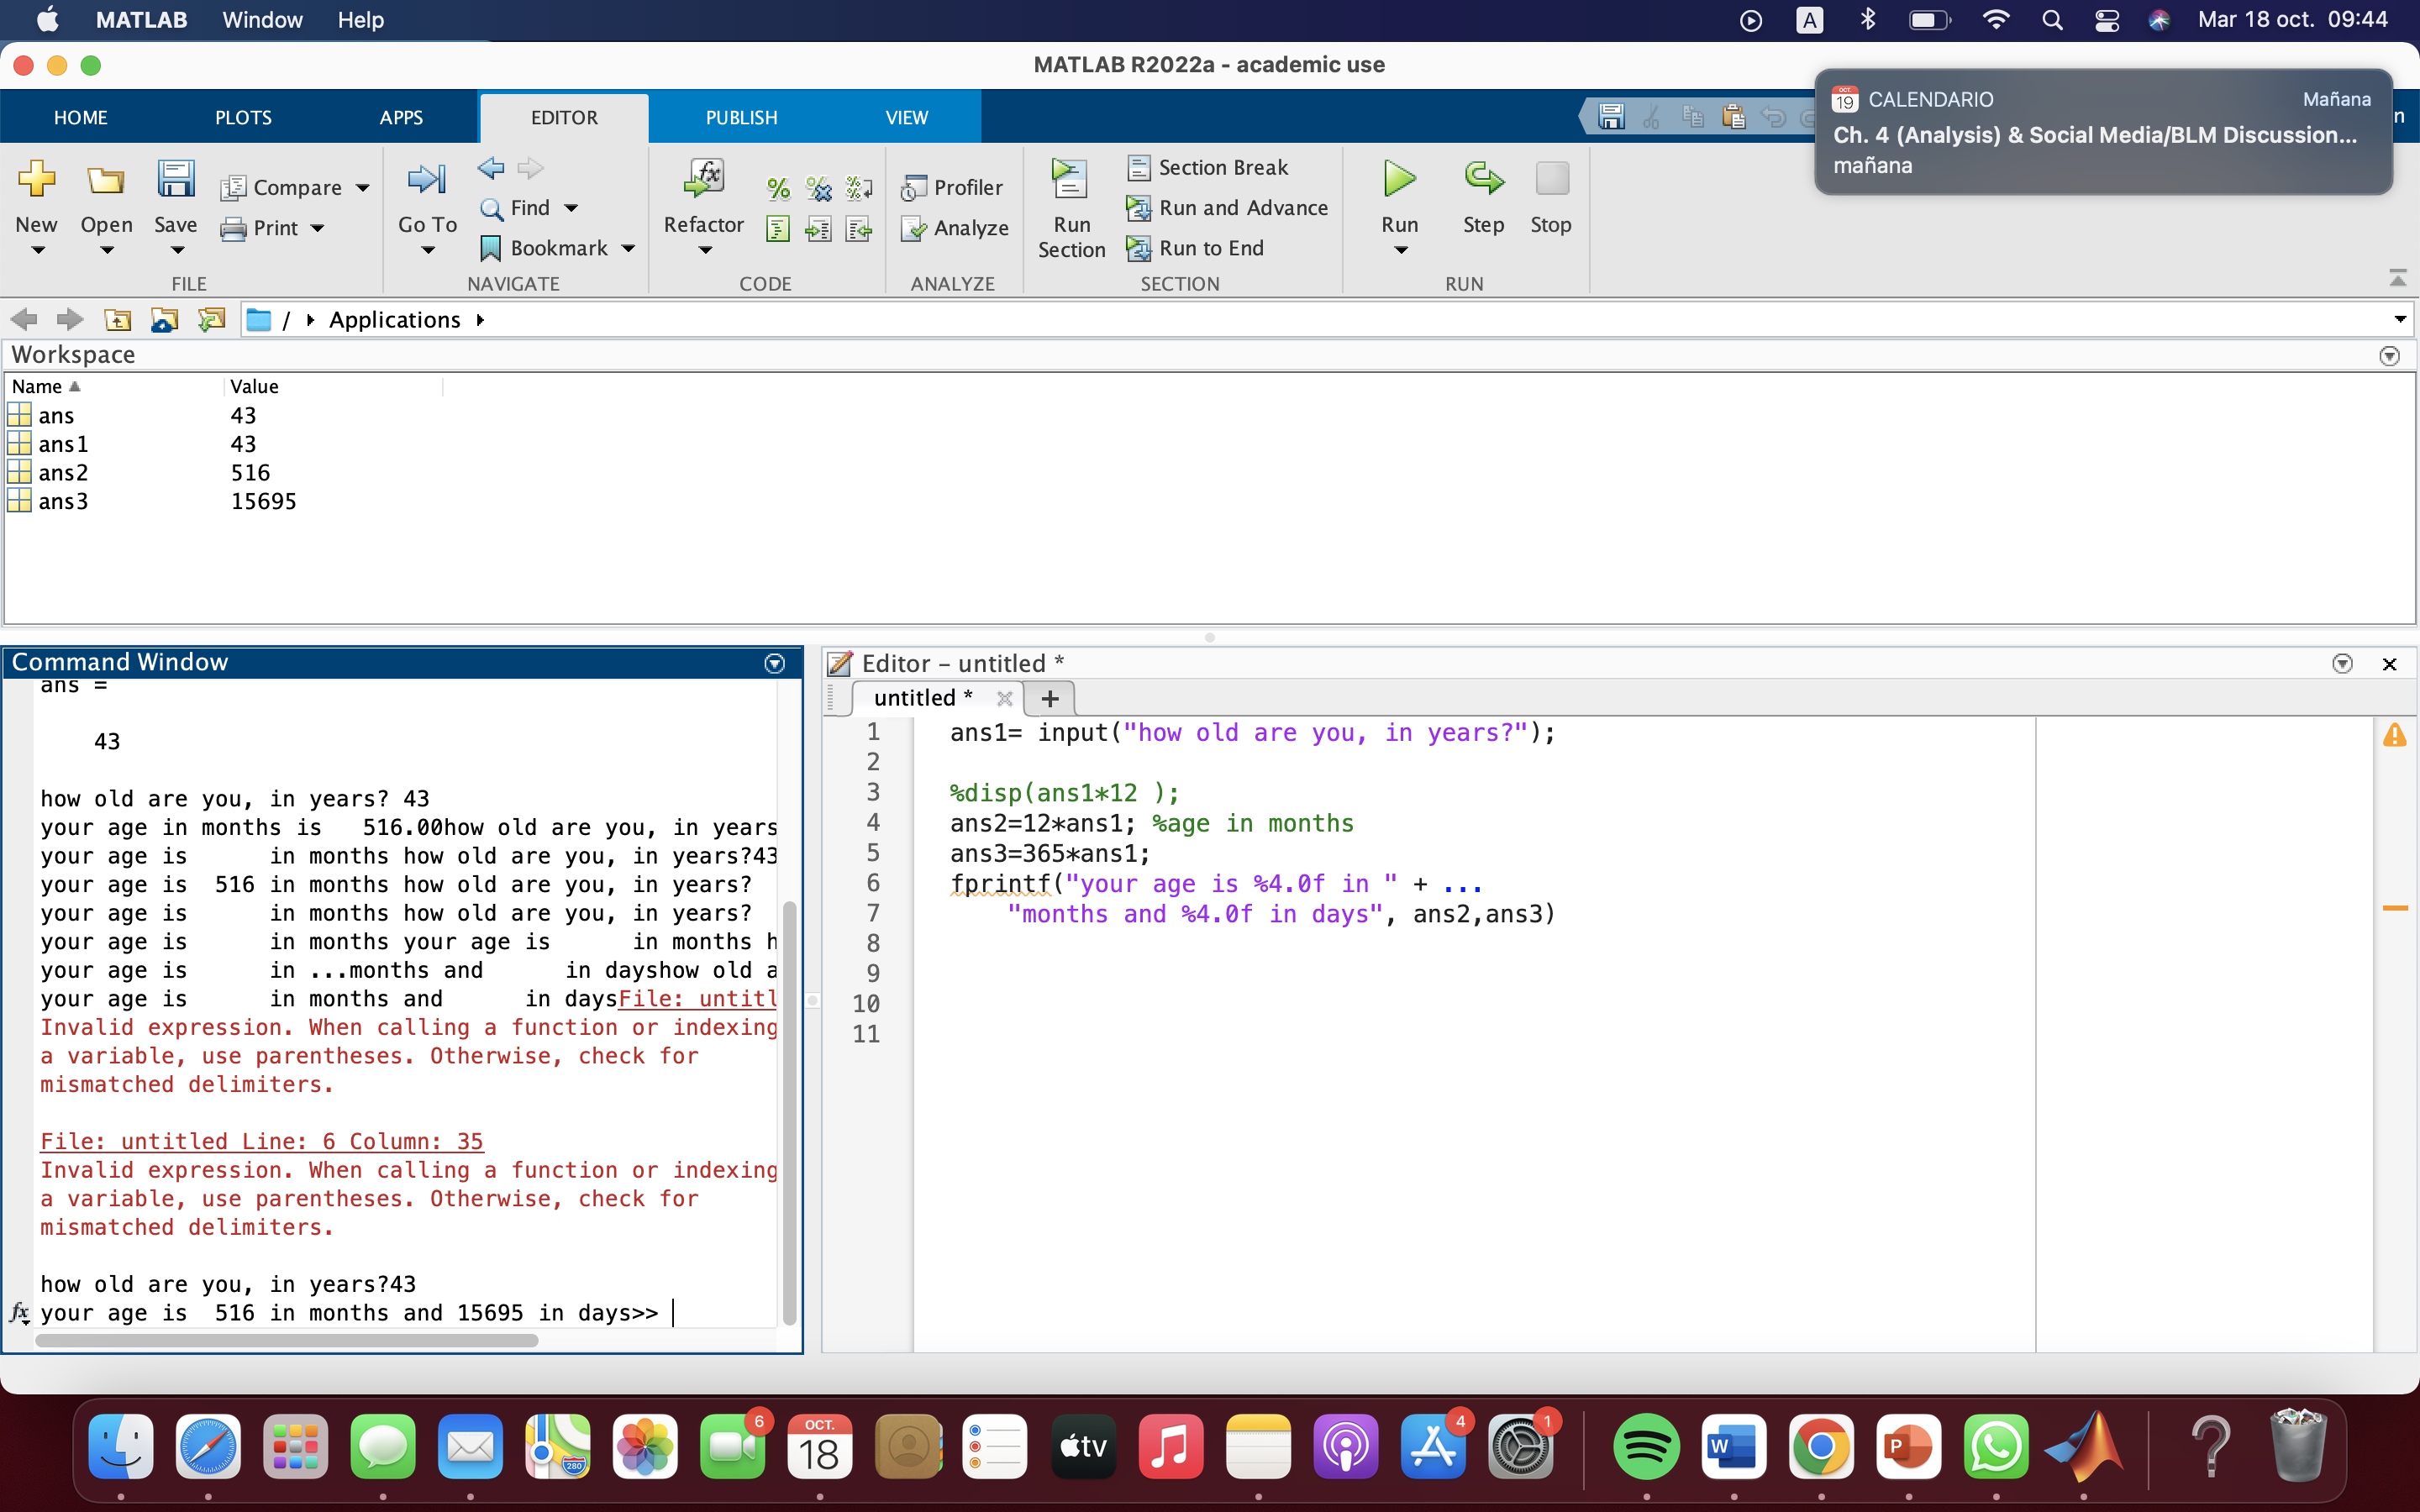 MATLAB Window Help A Mar 18 oct. 09:44
MATLAB R2022a - academic use
HOME PLOTS APPS EDITOR PUBLISH VIEW
OCT. 19 CALENDARIO Mañana
Ch. 4 (Analysis) & Social Media/BLM Discussion...
mañana
n
New Open Save Compare Print
FILE
Go To Find Bookmark
NAVIGATE
Refactor fx % % %
CODE
Profiler
Analyze
ANALYZE
Run Section
Section Break
Run and Advance
Run to End
SECTION
Run Step Stop
RUN
/ Applications
Workspace
Name Value
ans 43
ans1 43
ans2 516
ans3 15695
Command Window
ans =
43
how old are you, in years? 43
your age in months is   516.00how old are you, in years
your age is      in months how old are you, in years?43
your age is  516 in months how old are you, in years?
your age is      in months how old are you, in years?
your age is      in months your age is      in months h
your age is      in ...months and      in dayshow old a
your age is      in months and      in daysFile: untitl
Invalid expression. When calling a function or indexing
a variable, use parentheses. Otherwise, check for
mismatched delimiters.
File: untitled Line: 6 Column: 35
Invalid expression. When calling a function or indexing
a variable, use parentheses. Otherwise, check for
mismatched delimiters.
how old are you, in years?43
fx your age is  516 in months and 15695 in days>>
Editor – untitled *
untitled * +
1 ans1= input("how old are you, in years?");
2
3 %disp(ans1*12 );
4 ans2=12*ans1; %age in months
5 ans3=365*ans1;
6 fprintf("your age is %4.0f in " + ...
7 "months and %4.0f in days", ans2,ans3)
8
9
10
11
280 6 OCT. 18 tv 4 1 W P ?